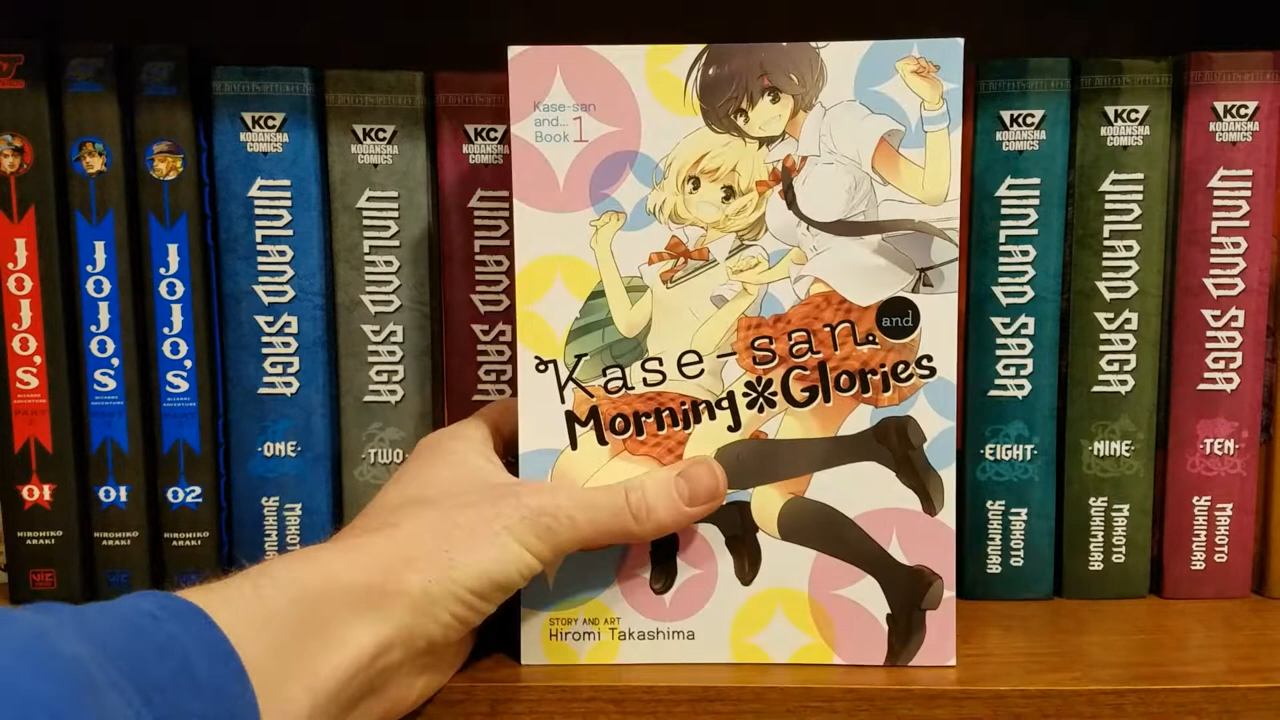 JOJO'S
BIZARRE ADVENTURE
01
HIROHIKO
ARAKI
VIZ
JOJO'S
BIZARRE ADVENTURE
01
HIROHIKO
ARAKI
JOJO'S
BIZARRE ADVENTURE
02
HIROHIKO
ARAKI
KC
KODANSHA
COMICS
VINLAND SAGA
·ONE·
MAKOTO
YUKIMURA
KC
KODANSHA
COMICS
VINLAND SAGA
·TWO·
KC
KODANSHA
COMICS
VINLAND SAGA
Kase-san
and...
Book 1
Kase-san and
Morning Glories
STORY AND ART
Hiromi Takashima
KC
KODANSHA
COMICS
VINLAND SAGA
·EIGHT·
MAKOTO
YUKIMURA
KC
KODANSHA
COMICS
VINLAND SAGA
·NINE·
MAKOTO
YUKIMURA
KC
KODANSHA
COMICS
VINLAND SAGA
·TEN·
MAKOTO
YUKIMURA